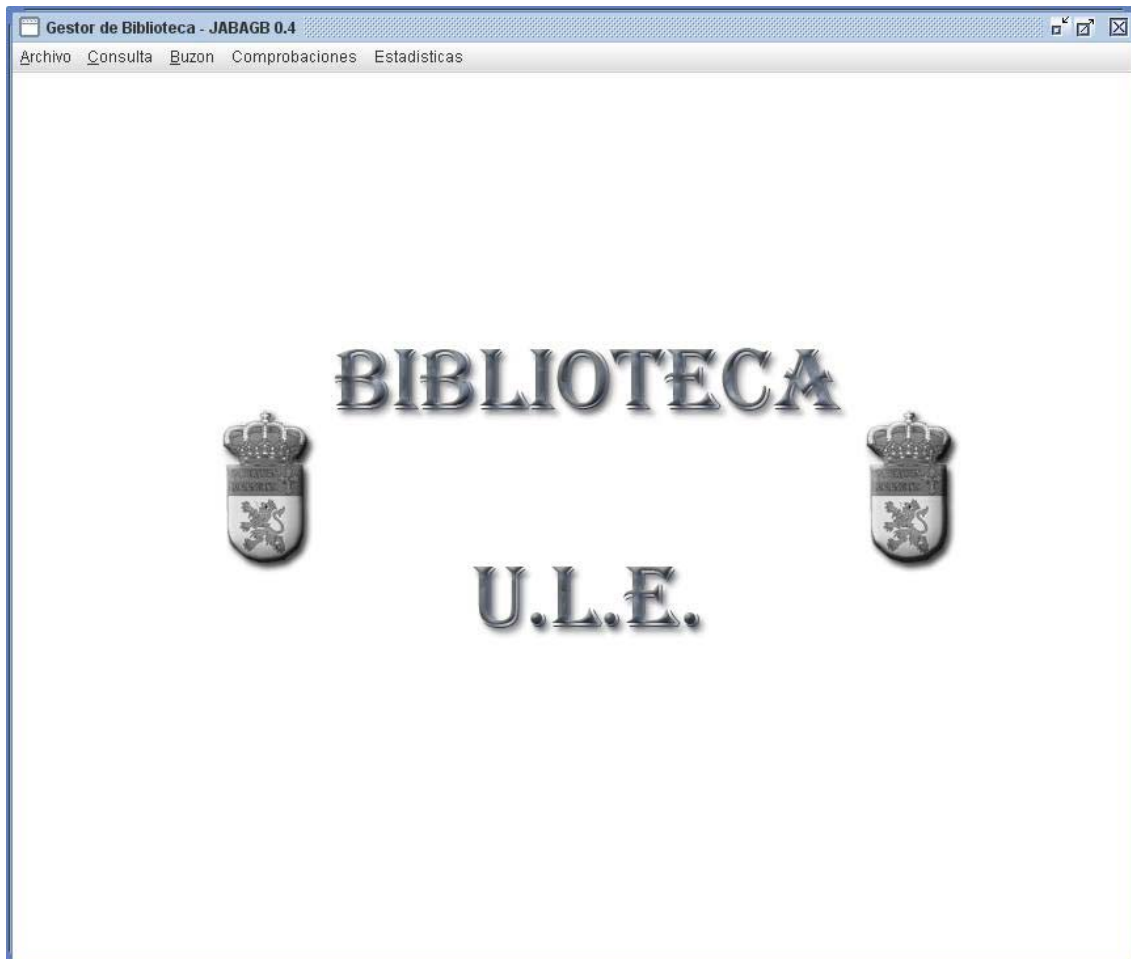 Gestor de Biblioteca - JABAGB 0.4
Archivo Consulta Buzon Comprobaciones Estadisticas
BIBLIOTECA
U.L.E.